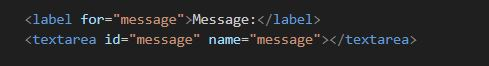 <label for="message">Message:</label>
<textarea id="message" name="message"></textarea>